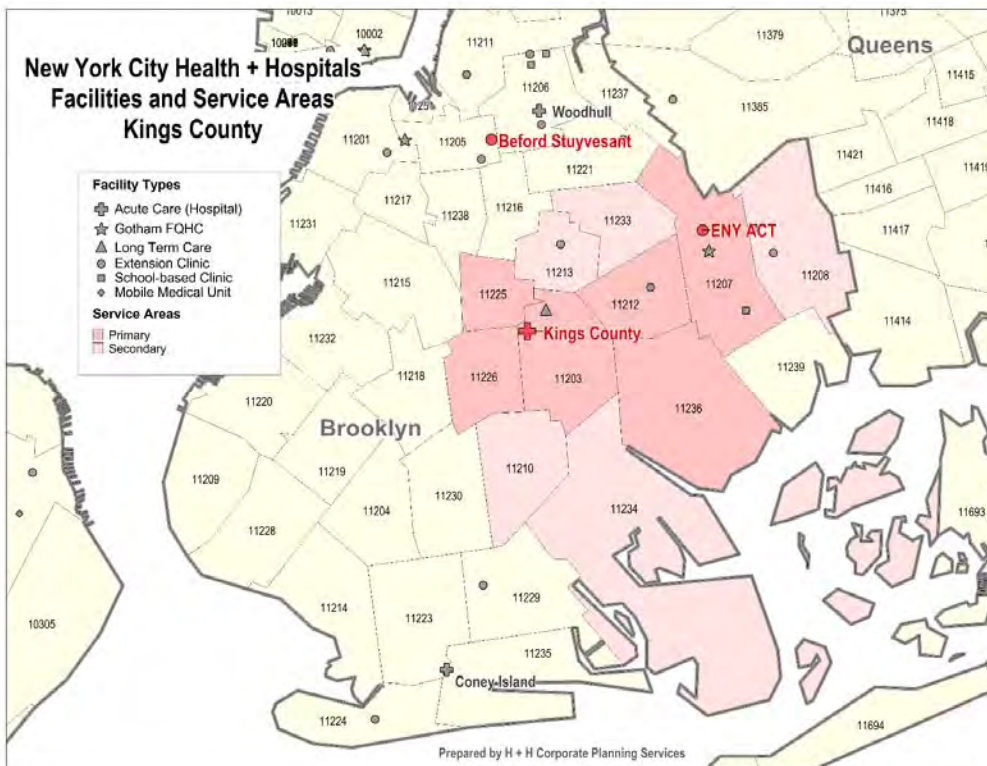 New York City Health + Hospitals
Facilities and Service Areas
Kings County
Facility Types
Acute Care (Hospital)
Gotham FQHC
Long Term Care
Extension Clinic
School-based Clinic
Mobile Medical Unit
Service Areas
Primary
Secondary
10013
10002
11211
11379
11375
Queens
11415
11206
11237
11385
Woodhull
11418
11201
11205
Beford Stuyvesant
11221
11421
11419
11217
11416
11238
11216
11233
11231
ENY ACT
11417
11213
11207
11208
11215
11225
11212
11414
11232
Kings County
11239
11218
11226
11203
11236
11220
Brooklyn
11219
11210
11209
11204
11230
11234
11228
11693
11229
11214
11223
10305
11235
Coney Island
11224
11694
Prepared by H + H Corporate Planning Services